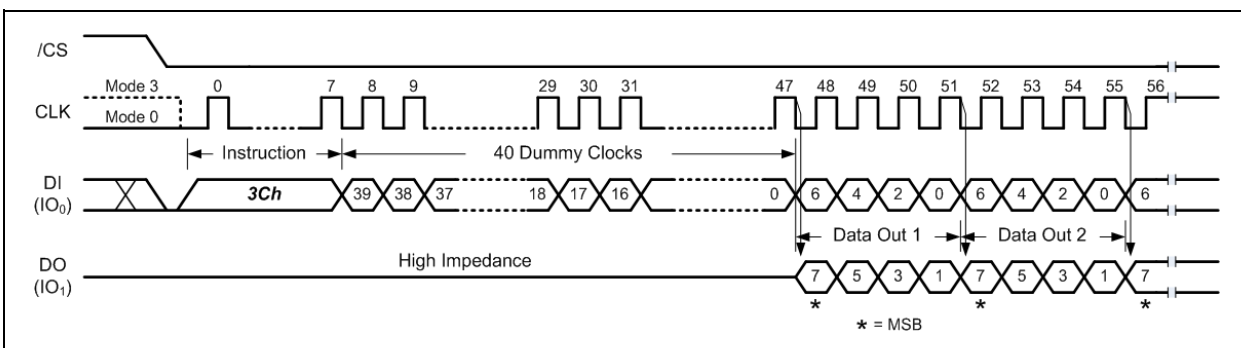 /CS
Mode 3 0 7 8 9 29 30 31 47 48 49 50 51 52 53 54 55 56
CLK
Mode 0
Instruction 40 Dummy Clocks
DI
(IO₀)
3Ch 39 38 37 18 17 16 0 6 4 2 0 6 4 2 0 6
Data Out 1 Data Out 2
High Impedance
DO
(IO₁)
7 5 3 1 7 5 3 1 7
* * *
* = MSB